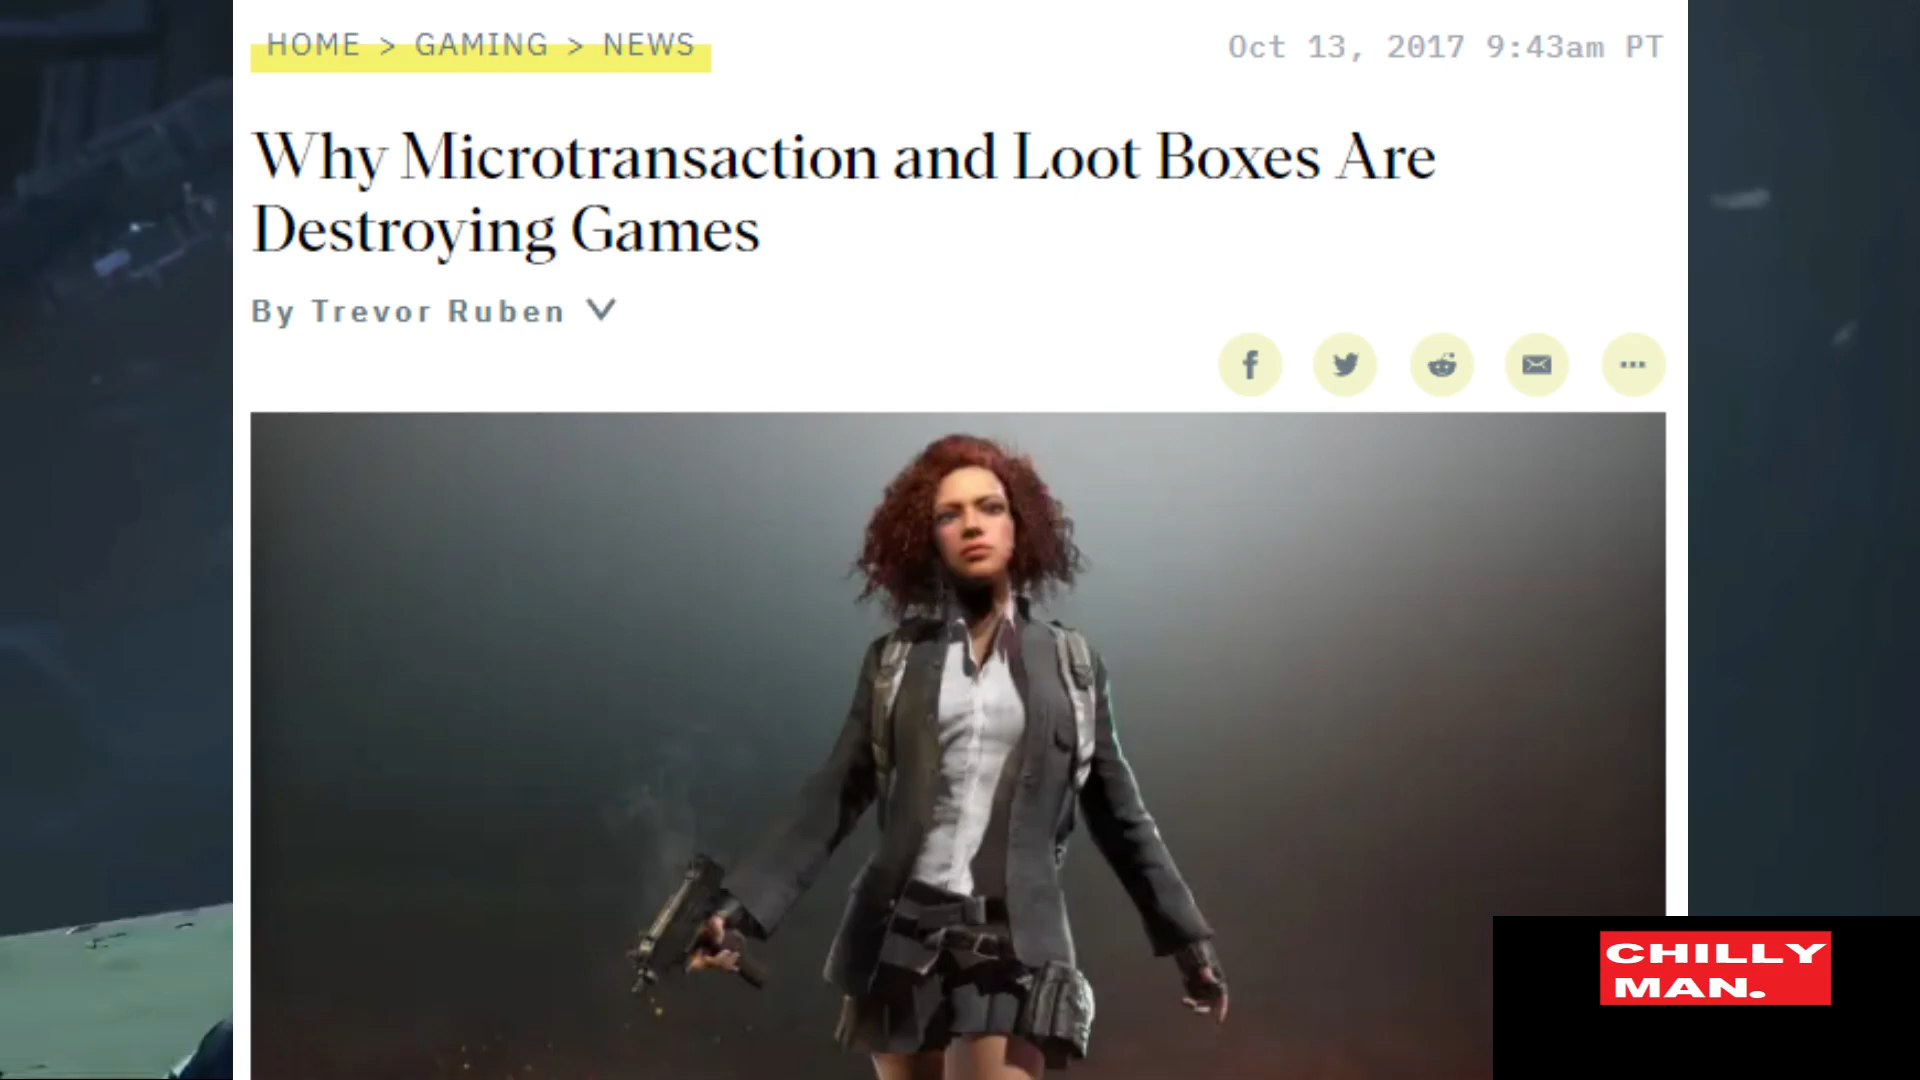 HOME > GAMING > NEWS
Oct 13, 2017 9:43am PT
Why Microtransaction and Loot Boxes Are
Destroying Games
By Trevor Ruben
CHILLY
MAN.